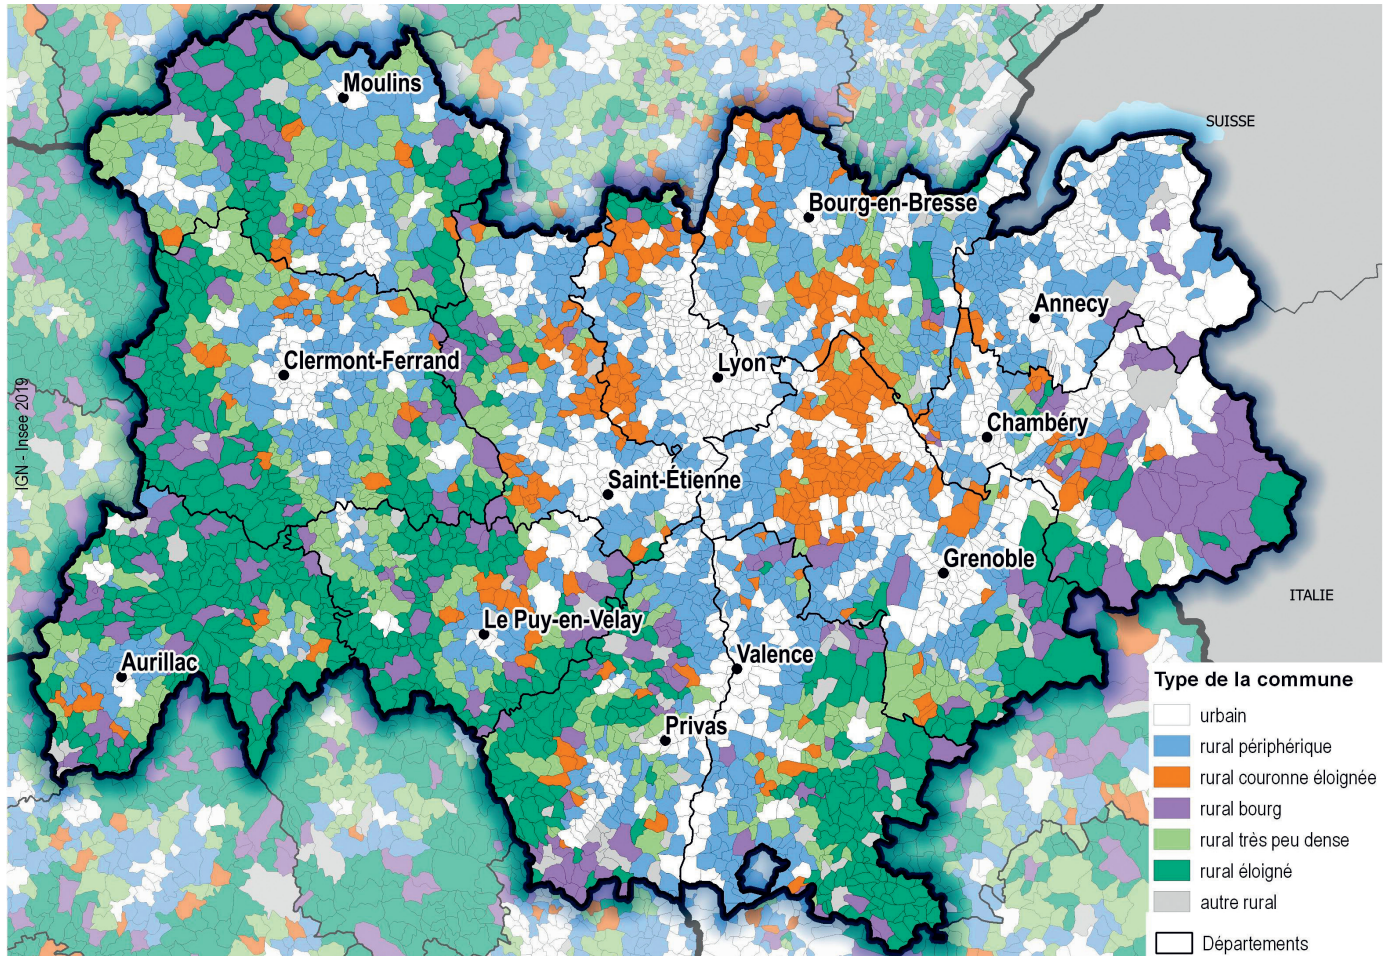 Moulins
SUISSE
Bourg-en-Bresse
Annecy
Clermont-Ferrand
Lyon
IGN - Insee 2019
Chambéry
Saint-Étienne
Grenoble
ITALIE
Le Puy-en-Velay
Aurillac
Valence
Privas
Type de la commune
urbain
rural périphérique
rural couronne éloignée
rural bourg
rural très peu dense
rural éloigné
autre rural
Départements